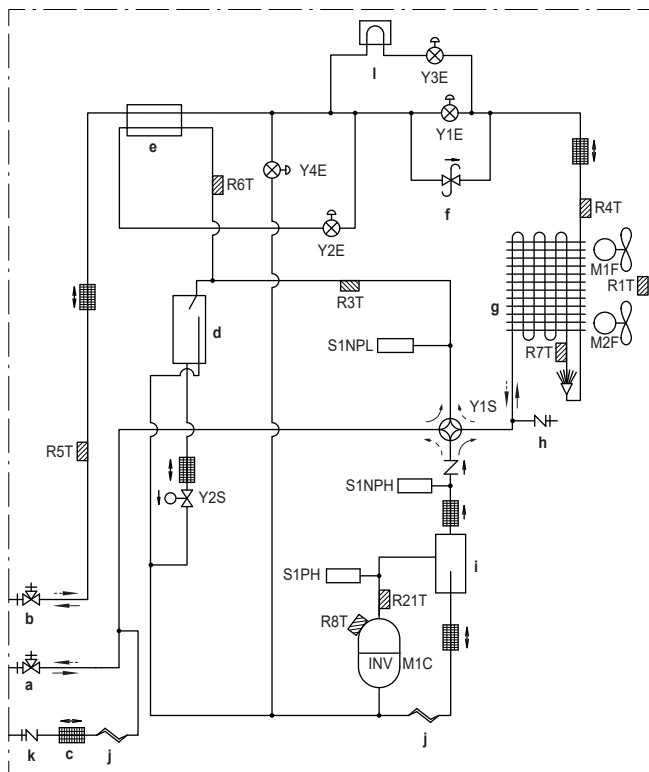 l
Y3E
Y1E
e
R6T
Y4E
f
R4T
Y2E
M1F
R1T
R3T
g
d
M2F
S1NPL
R7T
Y1S
h
R5T
S1NPH
Y2S
S1PH
i
R21T
b
R8T
INV
M1C
a
j
k
c
j